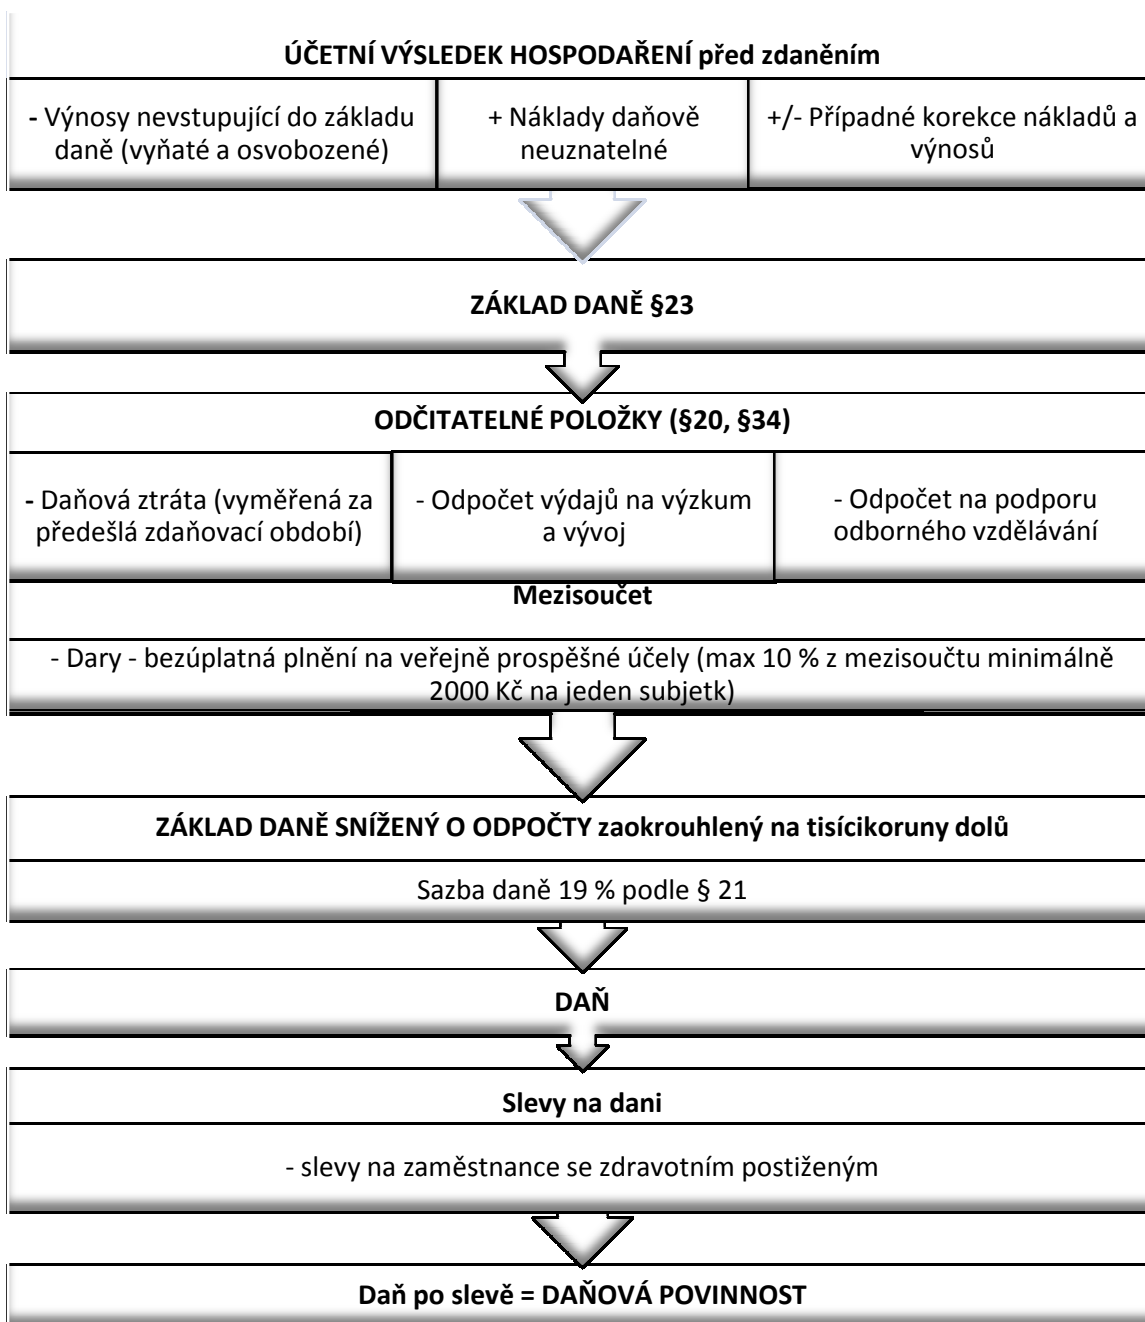 ÚČETNÍ VÝSLEDEK HOSPODAŘENÍ před zdaněním
- Výnosy nevstupující do základu
daně (vyňaté a osvobozené)
+ Náklady daňově
neuznatelné
+/- Případné korekce nákladů a
výnosů
ZÁKLAD DANĚ §23
ODČITATELNÉ POLOŽKY (§20, §34)
- Daňová ztráta (vyměřená za
předešlá zdaňovací období)
- Odpočet výdajů na výzkum
a vývoj
- Odpočet na podporu
odborného vzdělávání
Mezisoučet
- Dary - bezúplatná plnění na veřejně prospěšné účely (max 10 % z mezisoučtu minimálně
2000 Kč na jeden subjetk)
ZÁKLAD DANĚ SNÍŽENÝ O ODPOČTY zaokrouhlený na tisícikoruny dolů
Sazba daně 19 % podle § 21
DAŇ
Slevy na dani
- slevy na zaměstnance se zdravotním postiženým
Daň po slevě = DAŇOVÁ POVINNOST